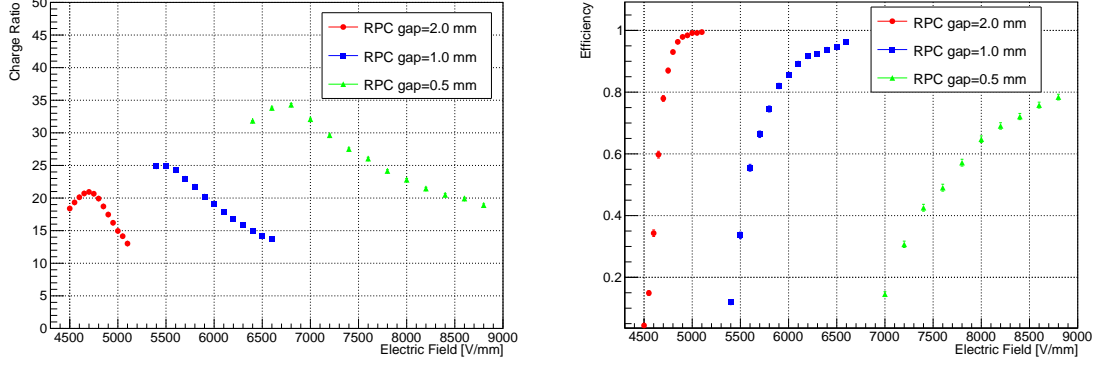 Charge Ratio
50
45
40
35
30
25
20
15
10
5
0
RPC gap=2.0 mm
RPC gap=1.0 mm
RPC gap=0.5 mm
4500 5000 5500 6000 6500 7000 7500 8000 8500 9000
Electric Field [V/mm]
Efficiency
1
0.8
0.6
0.4
0.2
RPC gap=2.0 mm
RPC gap=1.0 mm
RPC gap=0.5 mm
4500 5000 5500 6000 6500 7000 7500 8000 8500 9000
Electric Field [V/mm]